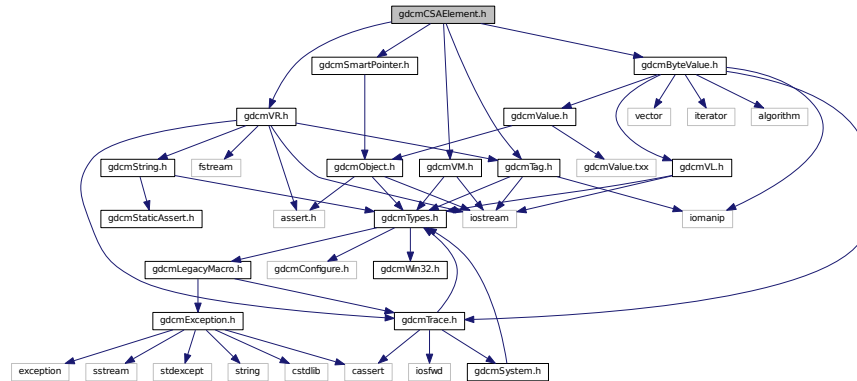 gdcmCSAElement.h
gdcmSmartPointer.h
gdcmByteValue.h
gdcmVR.h
gdcmValue.h
vector
iterator
algorithm
gdcmString.h
fstream
gdcmObject.h
gdcmVM.h
gdcmTag.h
gdcmValue.txx
gdcmVL.h
gdcmStaticAssert.h
assert.h
gdcmTypes.h
iostream
iomanip
gdcmLegacyMacro.h
gdcmConfigure.h
gdcmWin32.h
gdcmException.h
gdcmTrace.h
exception
sstream
stdexcept
string
cstdlib
cassert
iosfwd
gdcmSystem.h